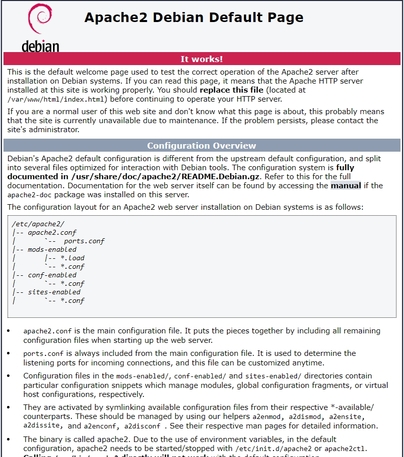 debian
Apache2 Debian Default Page
It works!
This is the default welcome page used to test the correct operation of the Apache2 server after
installation on Debian systems. If you can read this page, it means that the Apache HTTP server
installed at this site is working properly. You should replace this file (located at
/var/www/html/index.html) before continuing to operate your HTTP server.
If you are a normal user of this web site and don't know what this page is about, this probably means
that the site is currently unavailable due to maintenance. If the problem persists, please contact the
site's administrator.
Configuration Overview
Debian's Apache2 default configuration is different from the upstream default configuration, and split
into several files optimized for interaction with Debian tools. The configuration system is fully
documented in /usr/share/doc/apache2/README.Debian.gz. Refer to this for the full
documentation. Documentation for the web server itself can be found by accessing the manual if the
apache2-doc package was installed on this server.
The configuration layout for an Apache2 web server installation on Debian systems is as follows:
/etc/apache2/
|-- apache2.conf
|       `--  ports.conf
|-- mods-enabled
|       |-- *.load
|       `-- *.conf
|-- conf-enabled
|       `-- *.conf
|-- sites-enabled
|       `-- *.conf
• apache2.conf is the main configuration file. It puts the pieces together by including all remaining
configuration files when starting up the web server.
• ports.conf is always included from the main configuration file. It is used to determine the
listening ports for incoming connections, and this file can be customized anytime.
• Configuration files in the mods-enabled/, conf-enabled/ and sites-enabled/ directories contain
particular configuration snippets which manage modules, global configuration fragments, or virtual
host configurations, respectively.
• They are activated by symlinking available configuration files from their respective *-available/
counterparts. These should be managed by using our helpers a2enmod, a2dismod, a2ensite,
a2dissite, and a2enconf, a2disconf . See their respective man pages for detailed information.
• The binary is called apache2. Due to the use of environment variables, in the default
configuration, apache2 needs to be started/stopped with /etc/init.d/apache2 or apache2ctl.